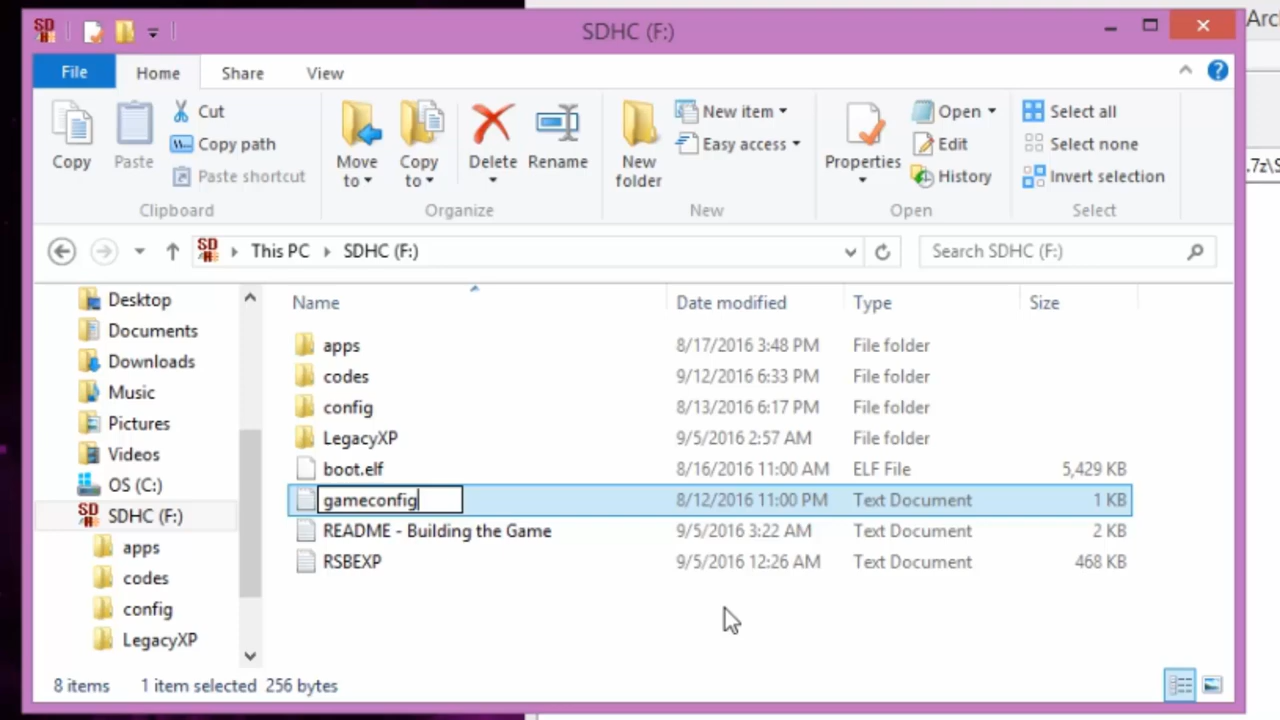 SDHC (F:)
Arc
File Home Share View
Copy
Paste
Cut
Copy path
Paste shortcut
Clipboard
Move to
Copy to
Delete
Rename
Organize
New folder
New item
Easy access
New
Properties
Open
Edit
History
Open
Select all
Select none
Invert selection
Select
.7z\S
This PC SDHC (F:)
Search SDHC (F:)
Desktop
Documents
Downloads
Music
Pictures
Videos
OS (C:)
SDHC (F:)
apps
codes
config
LegacyXP
Name Date modified Type Size
apps 8/17/2016 3:48 PM File folder
codes 9/12/2016 6:33 PM File folder
config 8/13/2016 6:17 PM File folder
LegacyXP 9/5/2016 2:57 AM File folder
boot.elf 8/16/2016 11:00 AM ELF File 5,429 KB
gameconfig 8/12/2016 11:00 PM Text Document 1 KB
README - Building the Game 9/5/2016 3:22 AM Text Document 2 KB
RSBEXP 9/5/2016 12:26 AM Text Document 468 KB
8 items 1 item selected 256 bytes